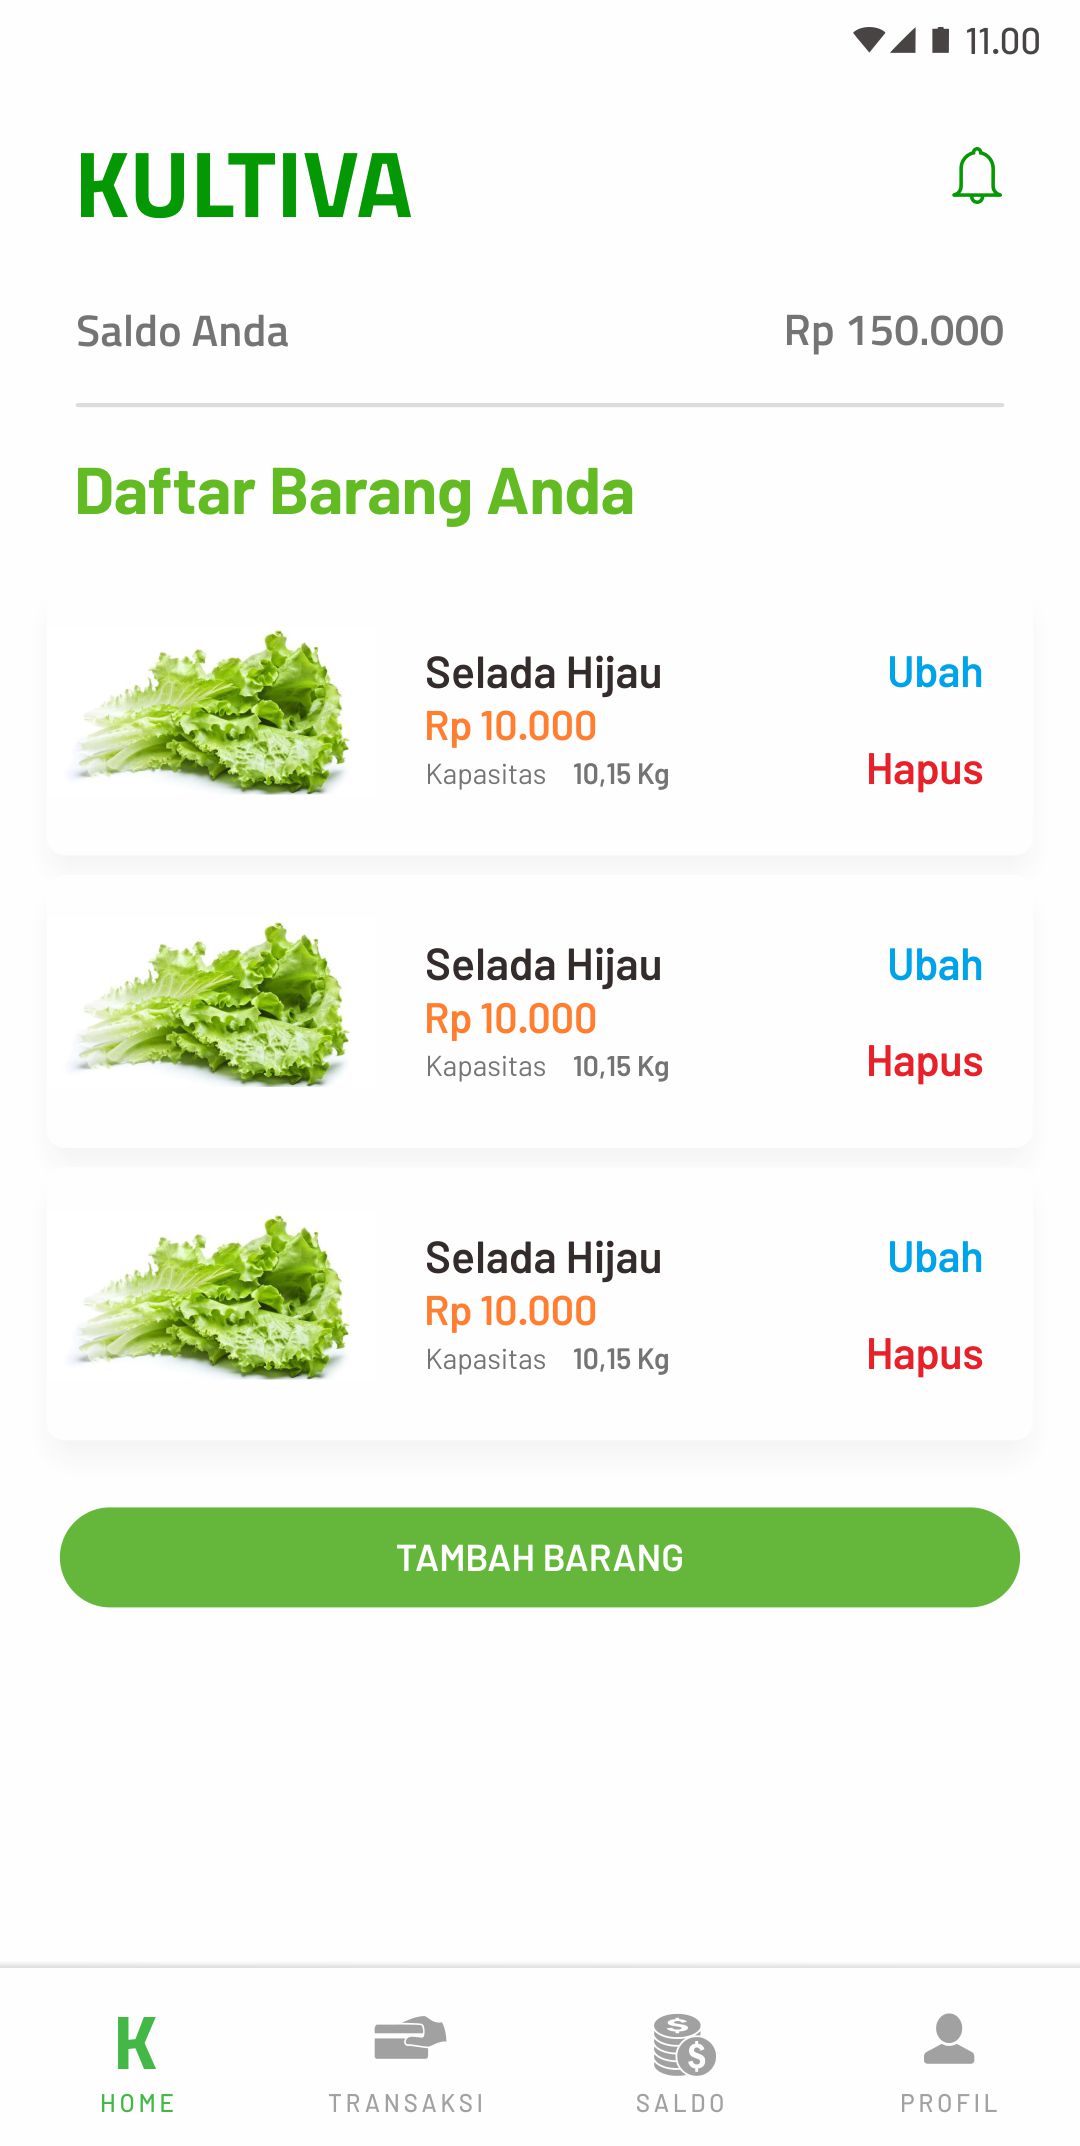 11.00
KULTIVA
Saldo Anda Rp 150.000
Daftar Barang Anda
Selada Hijau Ubah
Rp 10.000
Kapasitas 10,15 Kg Hapus
Selada Hijau Ubah
Rp 10.000
Kapasitas 10,15 Kg Hapus
Selada Hijau Ubah
Rp 10.000
Kapasitas 10,15 Kg Hapus
TAMBAH BARANG
K $ $
HOME TRANSAKSI SALDO PROFIL